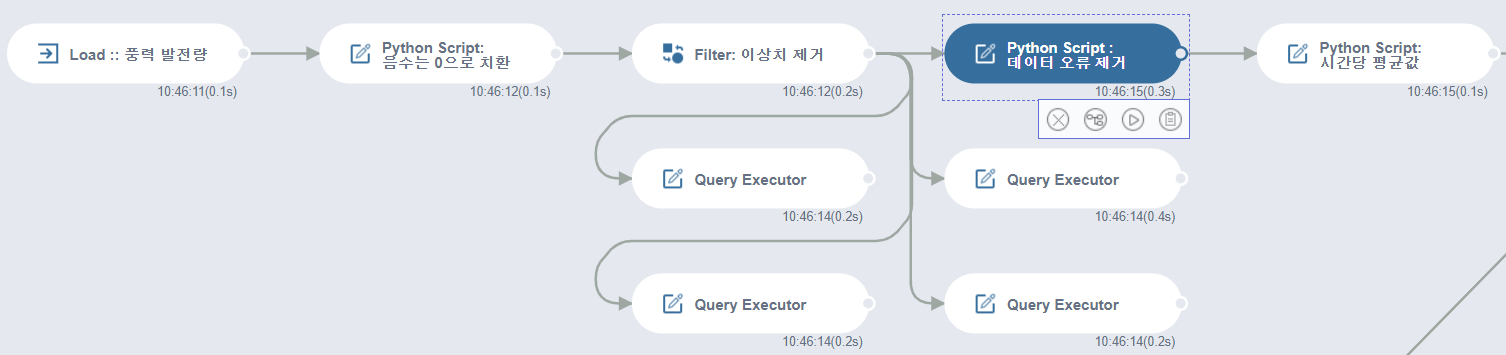 Load :: 풍력 발전량
10:46:11(0.1s)
Python Script:
음수는 0으로 치환
10:46:12(0.1s)
Filter: 이상치 제거
10:46:12(0.2s)
Python Script :
데이터 오류 제거
10:46:15(0.3s)
Python Script:
시간당 평균값
10:46:15(0.1s)
Query Executor
10:46:14(0.2s)
Query Executor
10:46:14(0.4s)
Query Executor
10:46:14(0.2s)
Query Executor
10:46:14(0.2s)